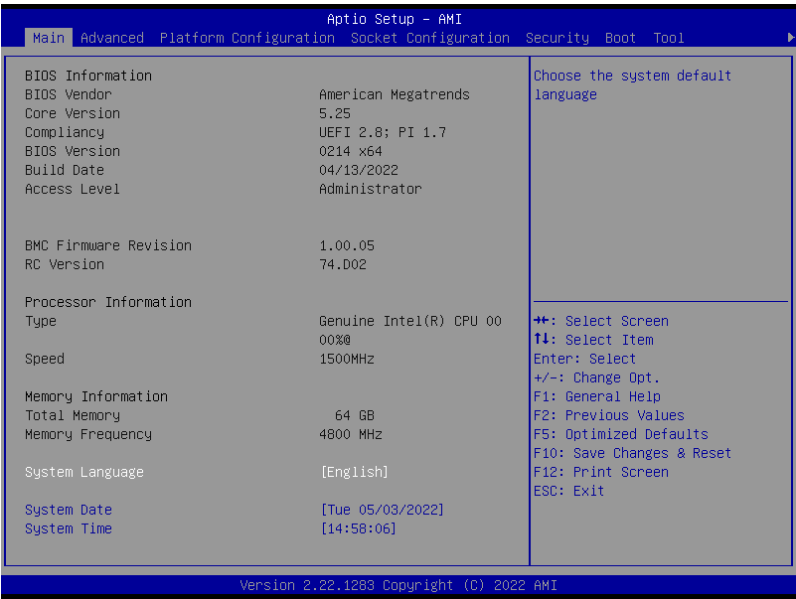 Aptio Setup – AMI
Main Advanced Platform Configuration Socket Configuration Security Boot Tool
BIOS Information
BIOS Vendor American Megatrends
Core Version 5.25
Compliancy UEFI 2.8; PI 1.7
BIOS Version 0214 x64
Build Date 04/13/2022
Access Level Administrator
BMC Firmware Revision 1.00.05
RC Version 74.D02
Processor Information
Type Genuine Intel(R) CPU 00
00%@
Speed 1500MHz
Memory Information
Total Memory 64 GB
Memory Frequency 4800 MHz
System Language [English]
System Date [Tue 05/03/2022]
System Time [14:58:06]
Choose the system default
language
→←: Select Screen
↑↓: Select Item
Enter: Select
+/-: Change Opt.
F1: General Help
F2: Previous Values
F5: Optimized Defaults
F10: Save Changes & Reset
F12: Print Screen
ESC: Exit
Version 2.22.1283 Copyright (C) 2022 AMI